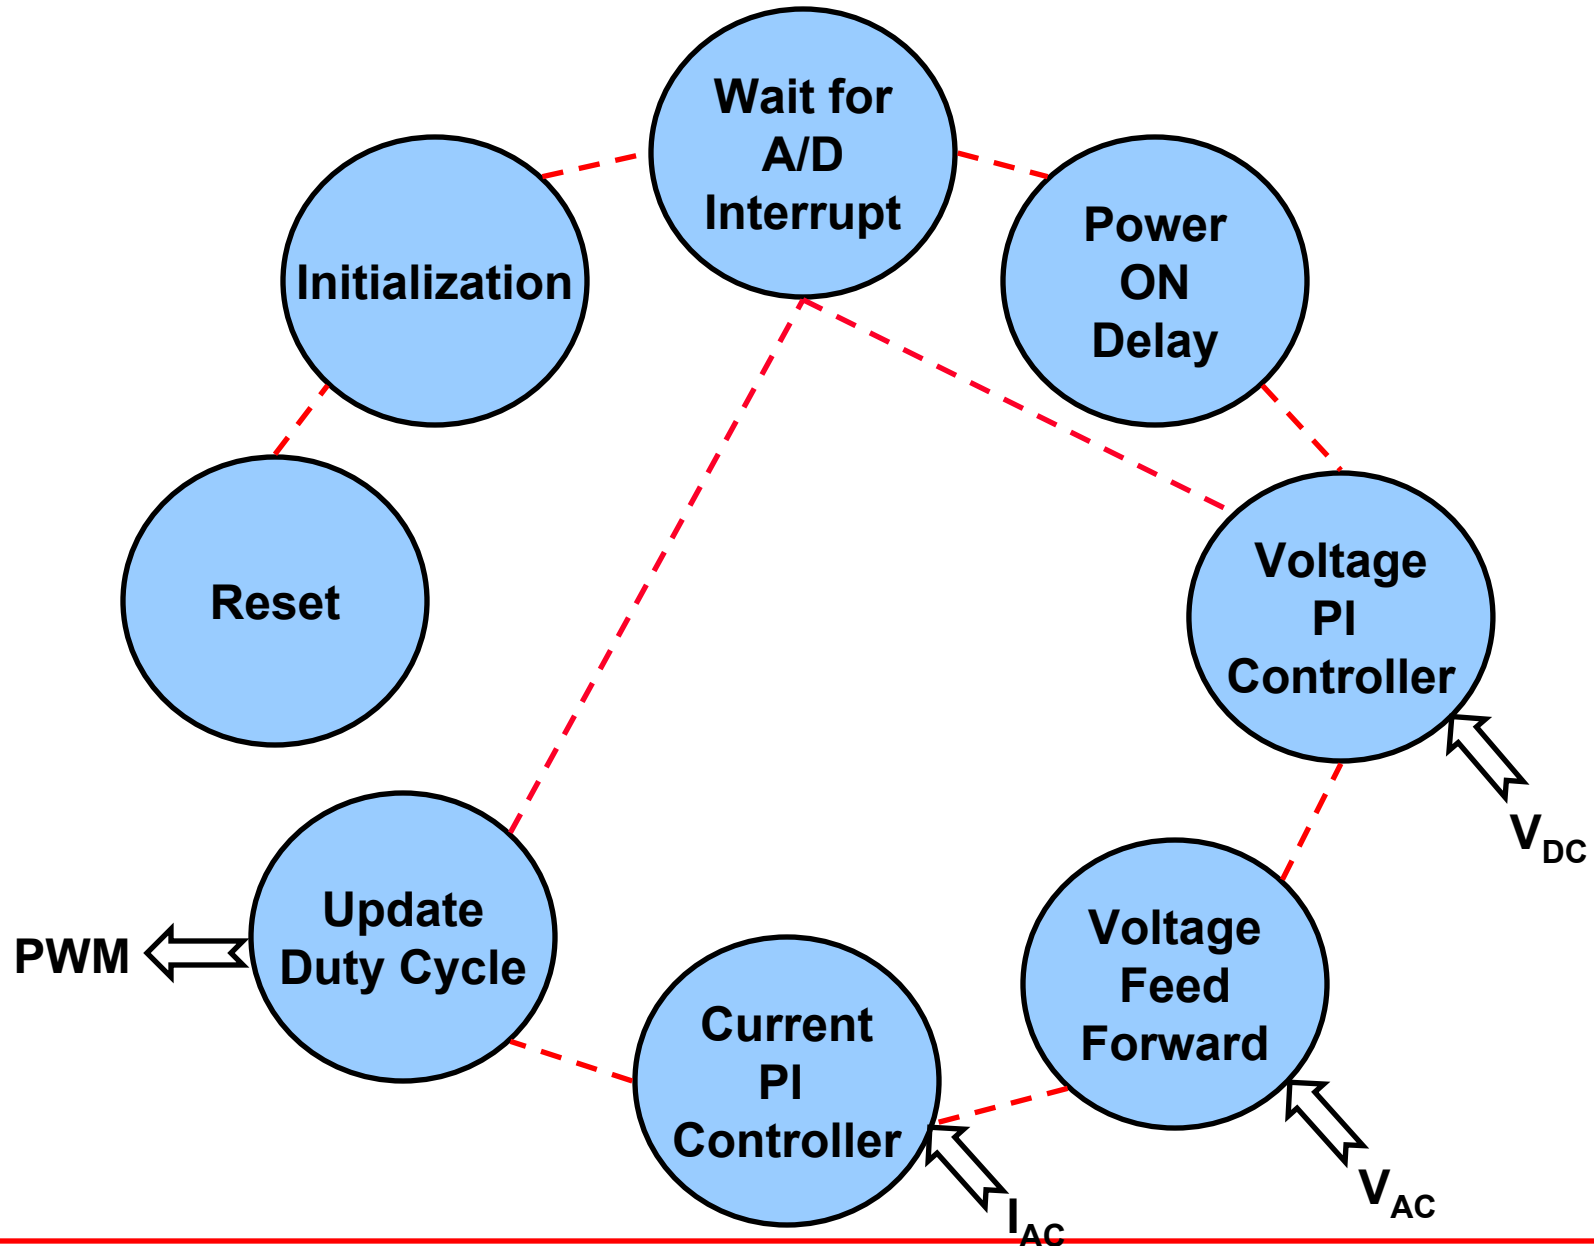 Wait for
A/D
Interrupt
Initialization
Power
ON
Delay
Reset
Voltage
PI
Controller
VDC
Update
Duty Cycle
PWM
Voltage
Feed
Forward
VAC
Current
PI
Controller
IAC